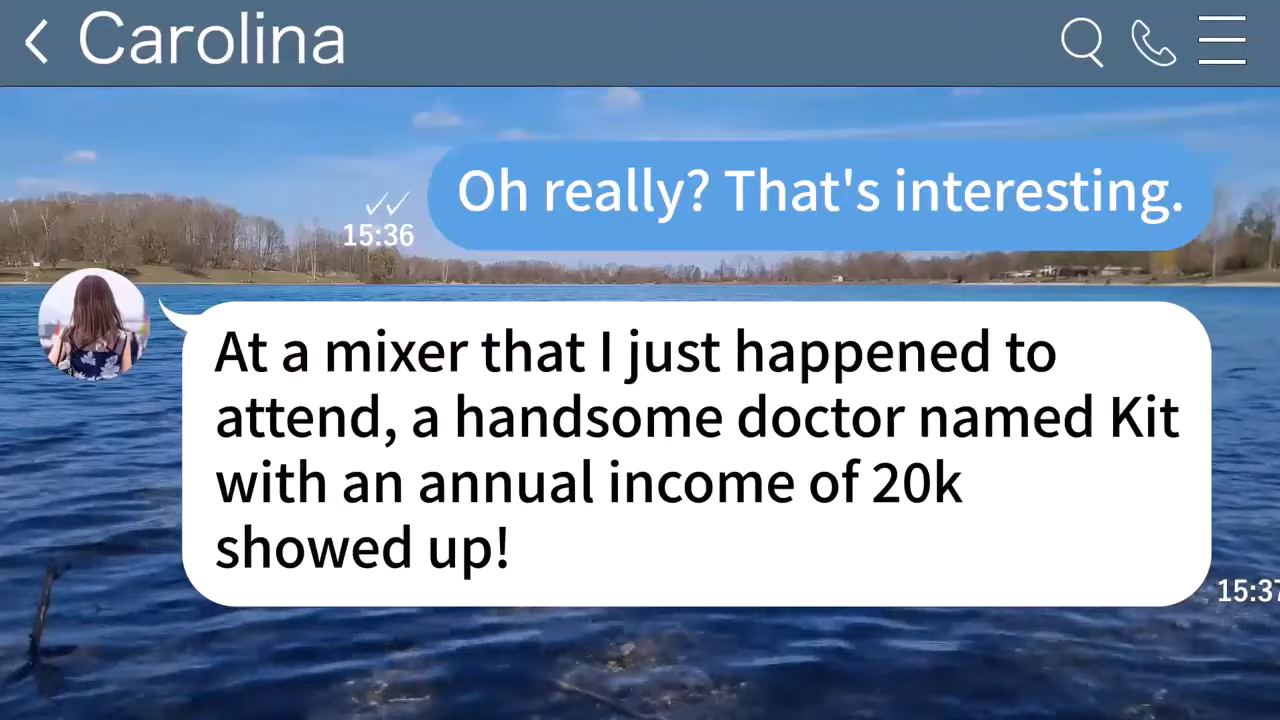 Carolina
Oh really? That's interesting.
15:36
At a mixer that I just happened to
attend, a handsome doctor named Kit
with an annual income of 20k
showed up!
15:37